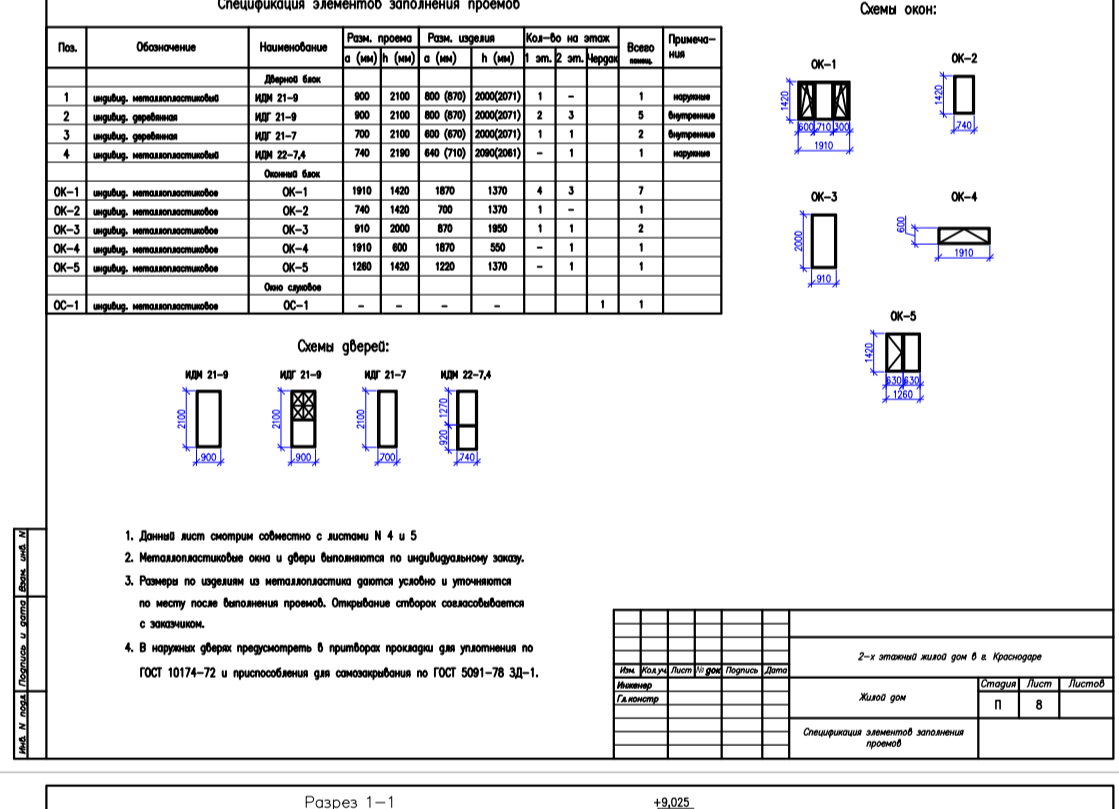 Спецификация элементов заполнения проемов
Поз. Обозначение Наименование Разм. проема Разм. изделия Кол-во на этаж Всего помещ. Примеча-ния
а (мм) h (мм) а (мм) h (мм) 1 эт. 2 эт. Чердак
Дверной блок
1 индивид. металлопластиковый ИДМ 21-9 900 2100 800 (870) 2000(2071) 1 - 1 наружные
2 индивид. деревянная ИДГ 21-9 900 2100 800 (870) 2000(2071) 2 3 5 внутренние
3 индивид. деревянная ИДГ 21-7 700 2100 600 (670) 2000(2071) 1 1 2 внутренние
4 индивид. металлопластиковый ИДМ 22-7,4 740 2190 640 (710) 2090(2061) - 1 1 наружные
Оконный блок
ОК-1 индивид. металлопластиковое ОК-1 1910 1420 1870 1370 4 3 7
ОК-2 индивид. металлопластиковое ОК-2 740 1420 700 1370 1 - 1
ОК-3 индивид. металлопластиковое ОК-3 910 2000 870 1950 1 1 2
ОК-4 индивид. металлопластиковое ОК-4 1910 600 1870 550 - 1 1
ОК-5 индивид. металлопластиковое ОК-5 1260 1420 1220 1370 - 1 1
Окно слуховое
ОС-1 индивид. металлопластиковое ОС-1 - - - - 1 1
Схемы окон:
ОК-1 ОК-2
1420 600 710 300 1910
1420 740
ОК-3 ОК-4
2000 910
600 1910
ОК-5
1420 630 630 1260
Схемы дверей:
ИДМ 21-9 ИДГ 21-9 ИДГ 21-7 ИДМ 22-7,4
2100 2100 2100 1270 920
900 900 700 740
1. Данный лист смотрим совместно с листами N 4 и 5
2. Металлопластиковые окна и двери выполняются по индивидуальному заказу.
3. Размеры по изделиям из металлопластика даются условно и уточняются
по месту после выполнения проемов. Открывание створок согласовывается
с заказчиком.
4. В наружных дверях предусмотреть в притворах прокладки для уплотнения по
ГОСТ 10174-72 и приспособления для самозакрывания по ГОСТ 5091-78 ЗД-1.
Взам. инв. N
Подпись и дата
Инв. N подл.
Изм. Кол.уч Лист № док Подпись Дата
Инженер
Гл.констр
2-х этажный жилой дом в г. Краснодаре
Жилой дом
Стадия Лист Листов
П 8
Спецификация элементов заполнения
проемов
Разрез 1-1
+9,025